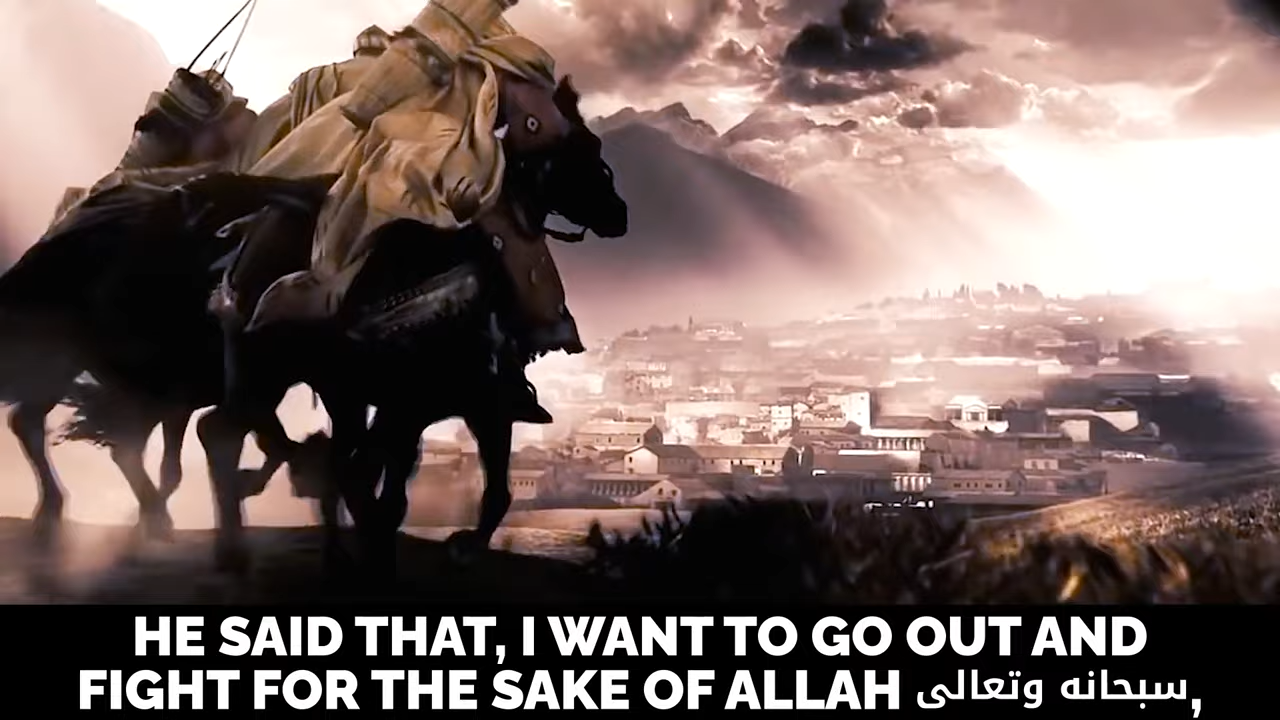 HE SAID THAT, I WANT TO GO OUT AND
FIGHT FOR THE SAKE OF ALLAH سبحانه وتعالى,